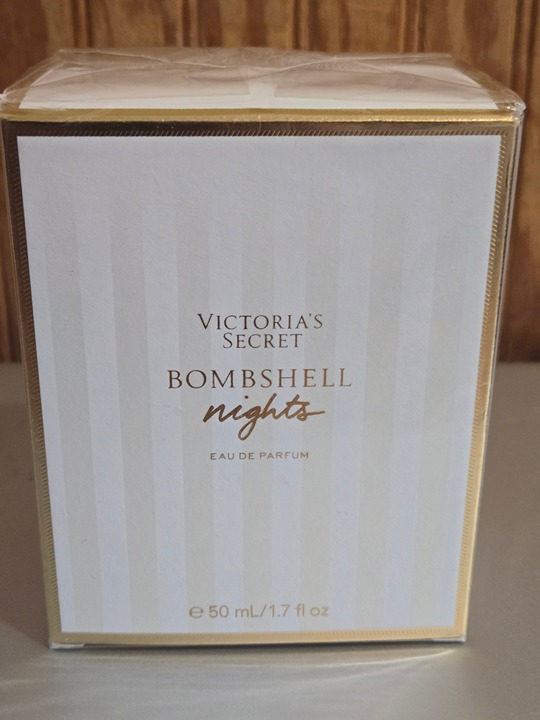 VICTORIA'S
SECRET
BOMBSHELL
nights
EAU DE PARFUM
℮ 50 mL/1.7 fl oz